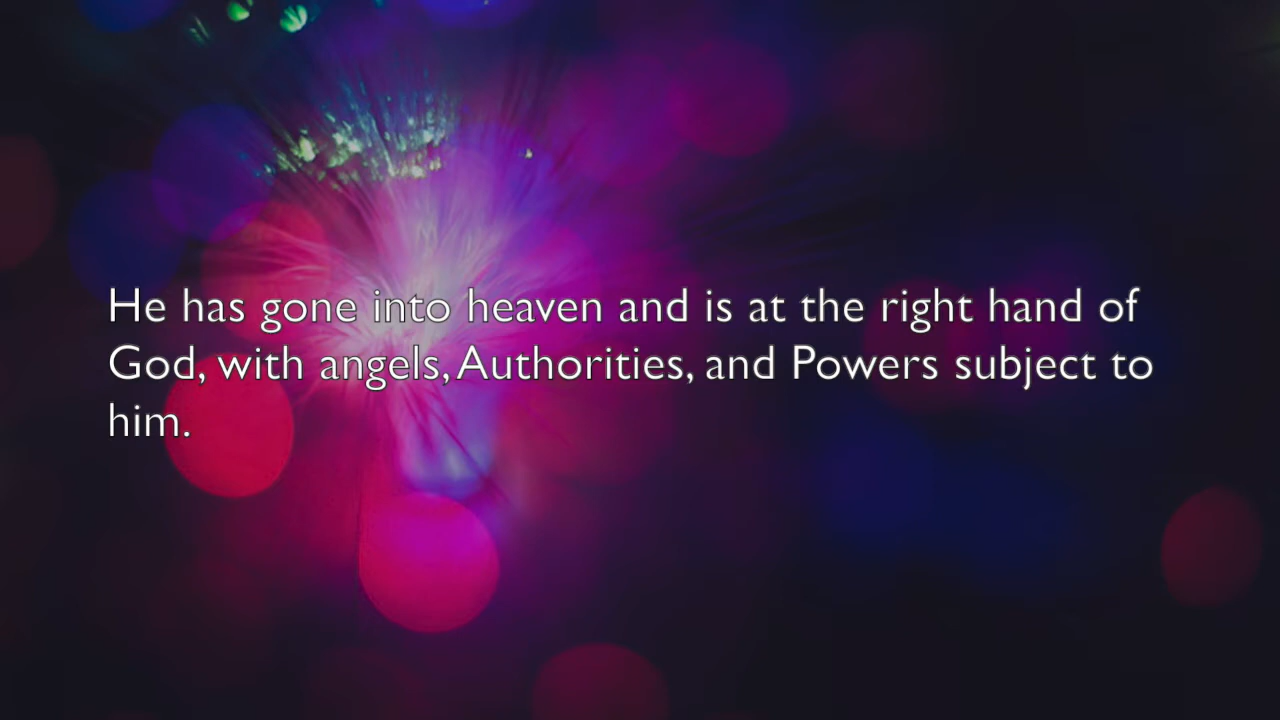 He has gone into heaven and is at the right hand of
God, with angels, Authorities, and Powers subject to
him.